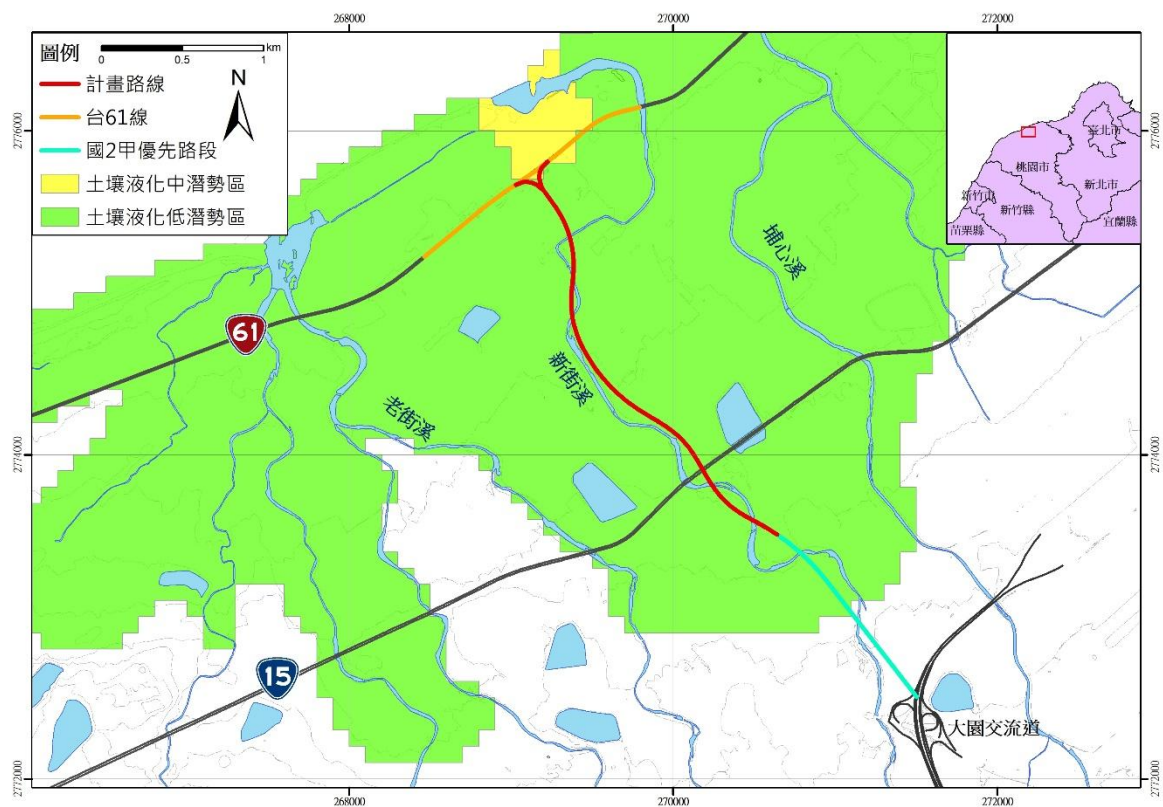 268000
270000
272000
圖例
0
0.5
1
km
計畫路線
台61線
國2甲優先路段
土壤液化中潛勢區
土壤液化低潛勢區
N
臺北市
桃園市
新北市
新竹市
新竹縣
宜蘭縣
苗栗縣
2776000
2776000
埔心溪
61
新街溪
老街溪
2774000
2774000
15
大園交流道
2772000
2772000
268000
270000
272000